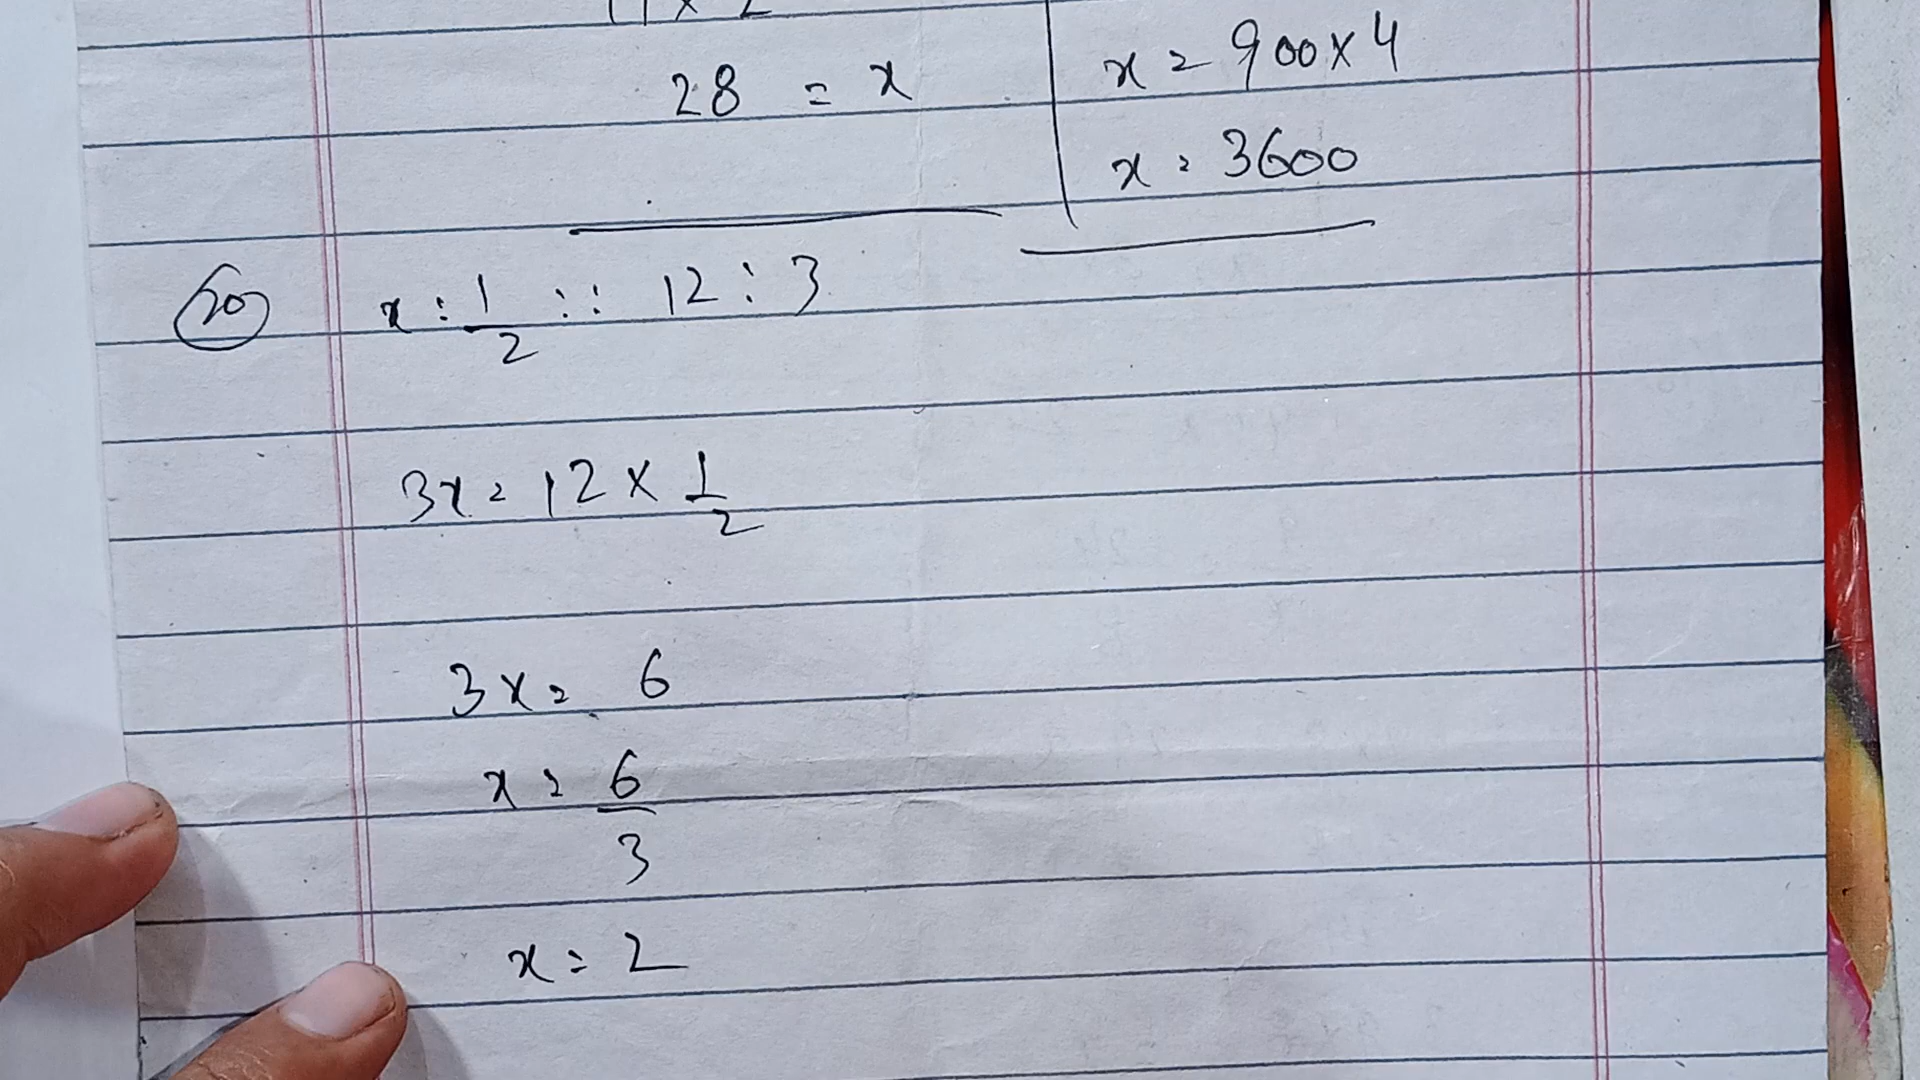 28 = x
x = 900 x 4
x = 3600
20 x : 1/2 :: 12 : 3
3x = 12 x 1/2
3x = 6
x = 6/3
x = 2